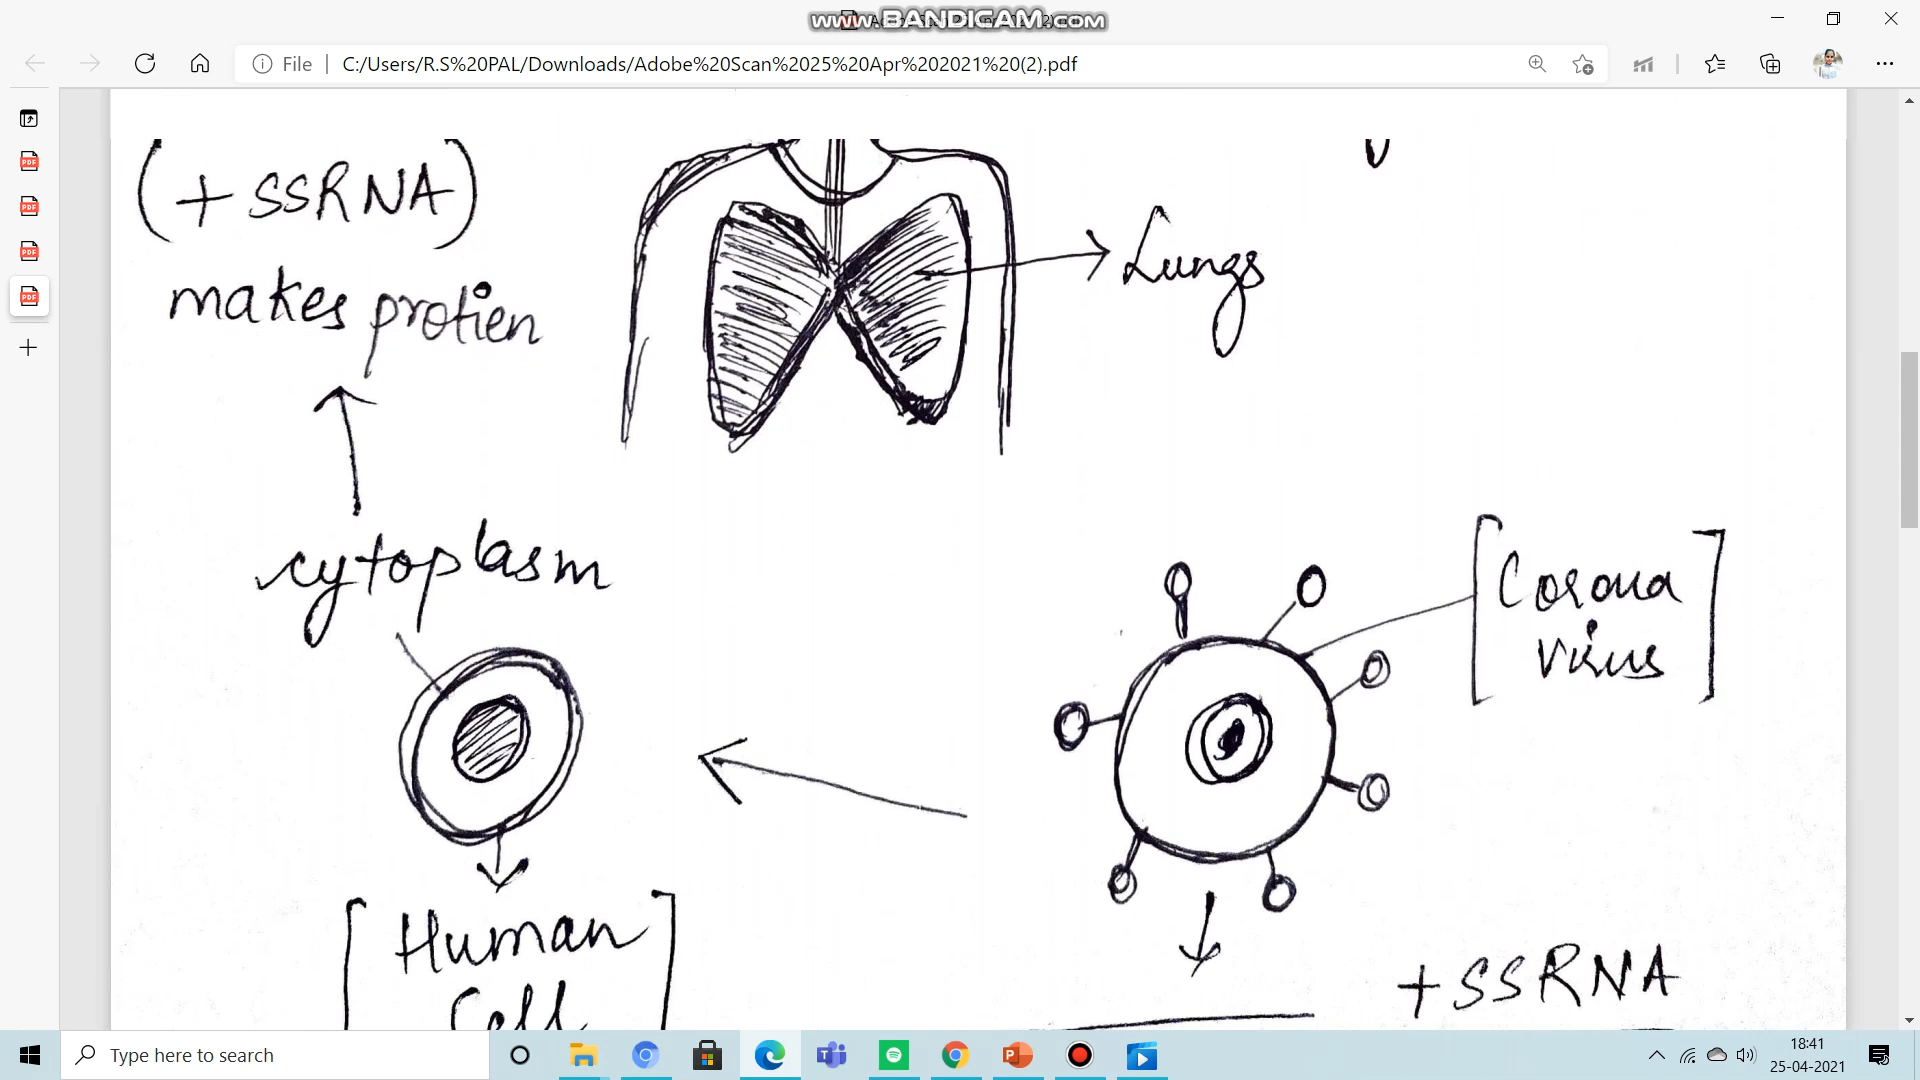 www.BANDICAM.com
File
C:/Users/R.S%20PAL/Downloads/Adobe%20Scan%2025%20Apr%202021%20(2).pdf
(+SSRNA)
makes protien
Lungs
cytoplasm
[Corona
virus]
[Human
Cell
+SSRNA
Type here to search
18:41
25-04-2021